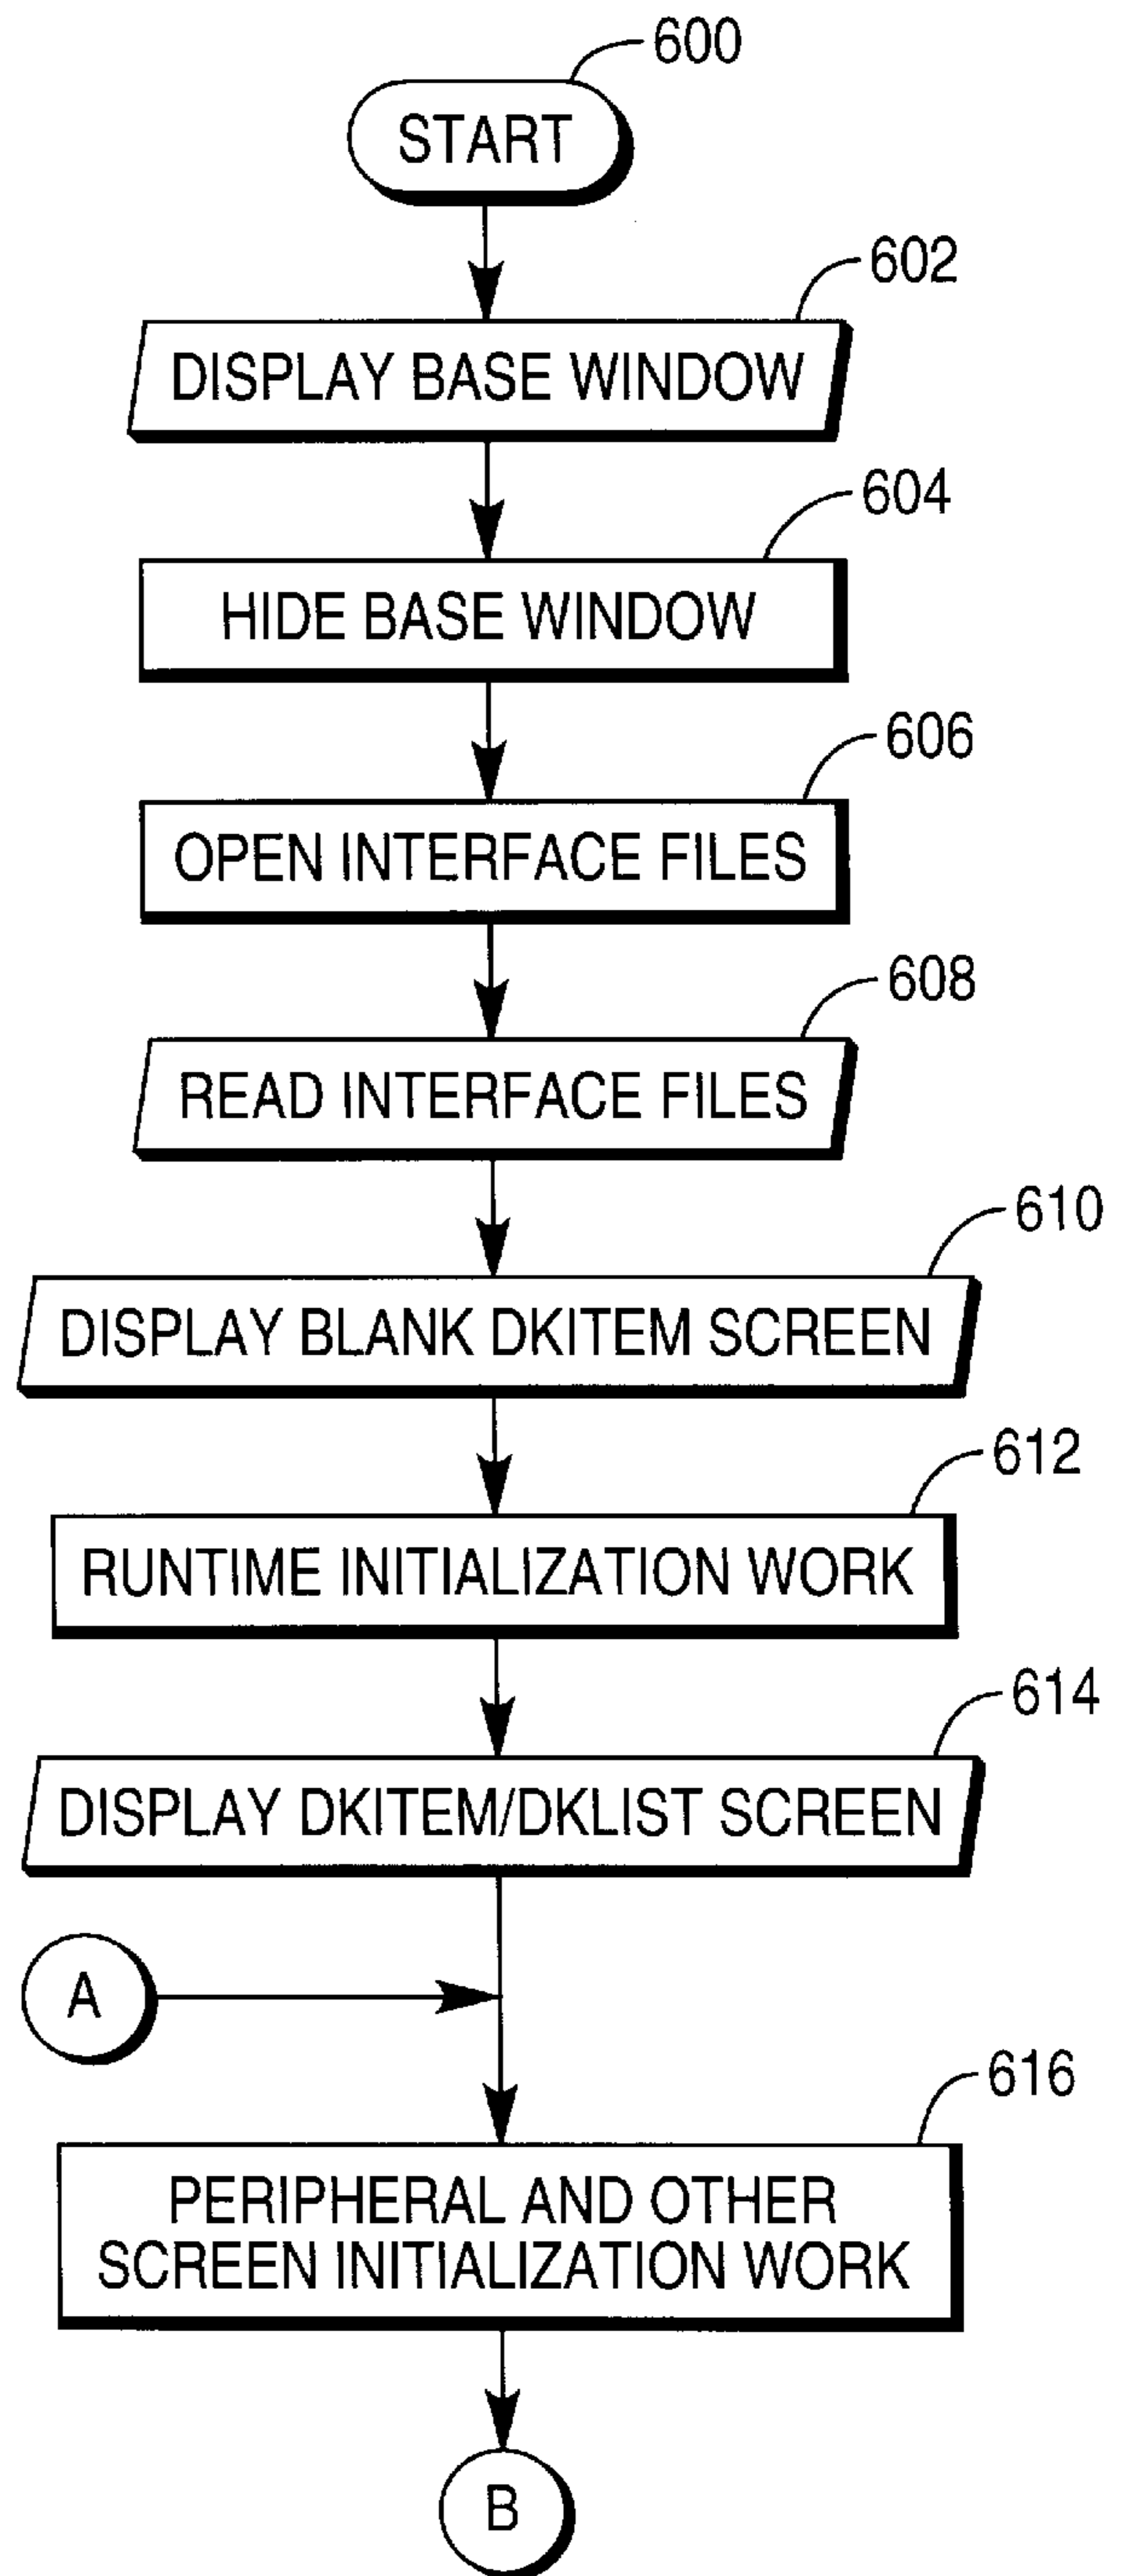 600
START
602
DISPLAY BASE WINDOW
604
HIDE BASE WINDOW
606
OPEN INTERFACE FILES
608
READ INTERFACE FILES
610
DISPLAY BLANK DKITEM SCREEN
612
RUNTIME INITIALIZATION WORK
614
DISPLAY DKITEM/DKLIST SCREEN
A
616
PERIPHERAL AND OTHER
SCREEN INITIALIZATION WORK
B